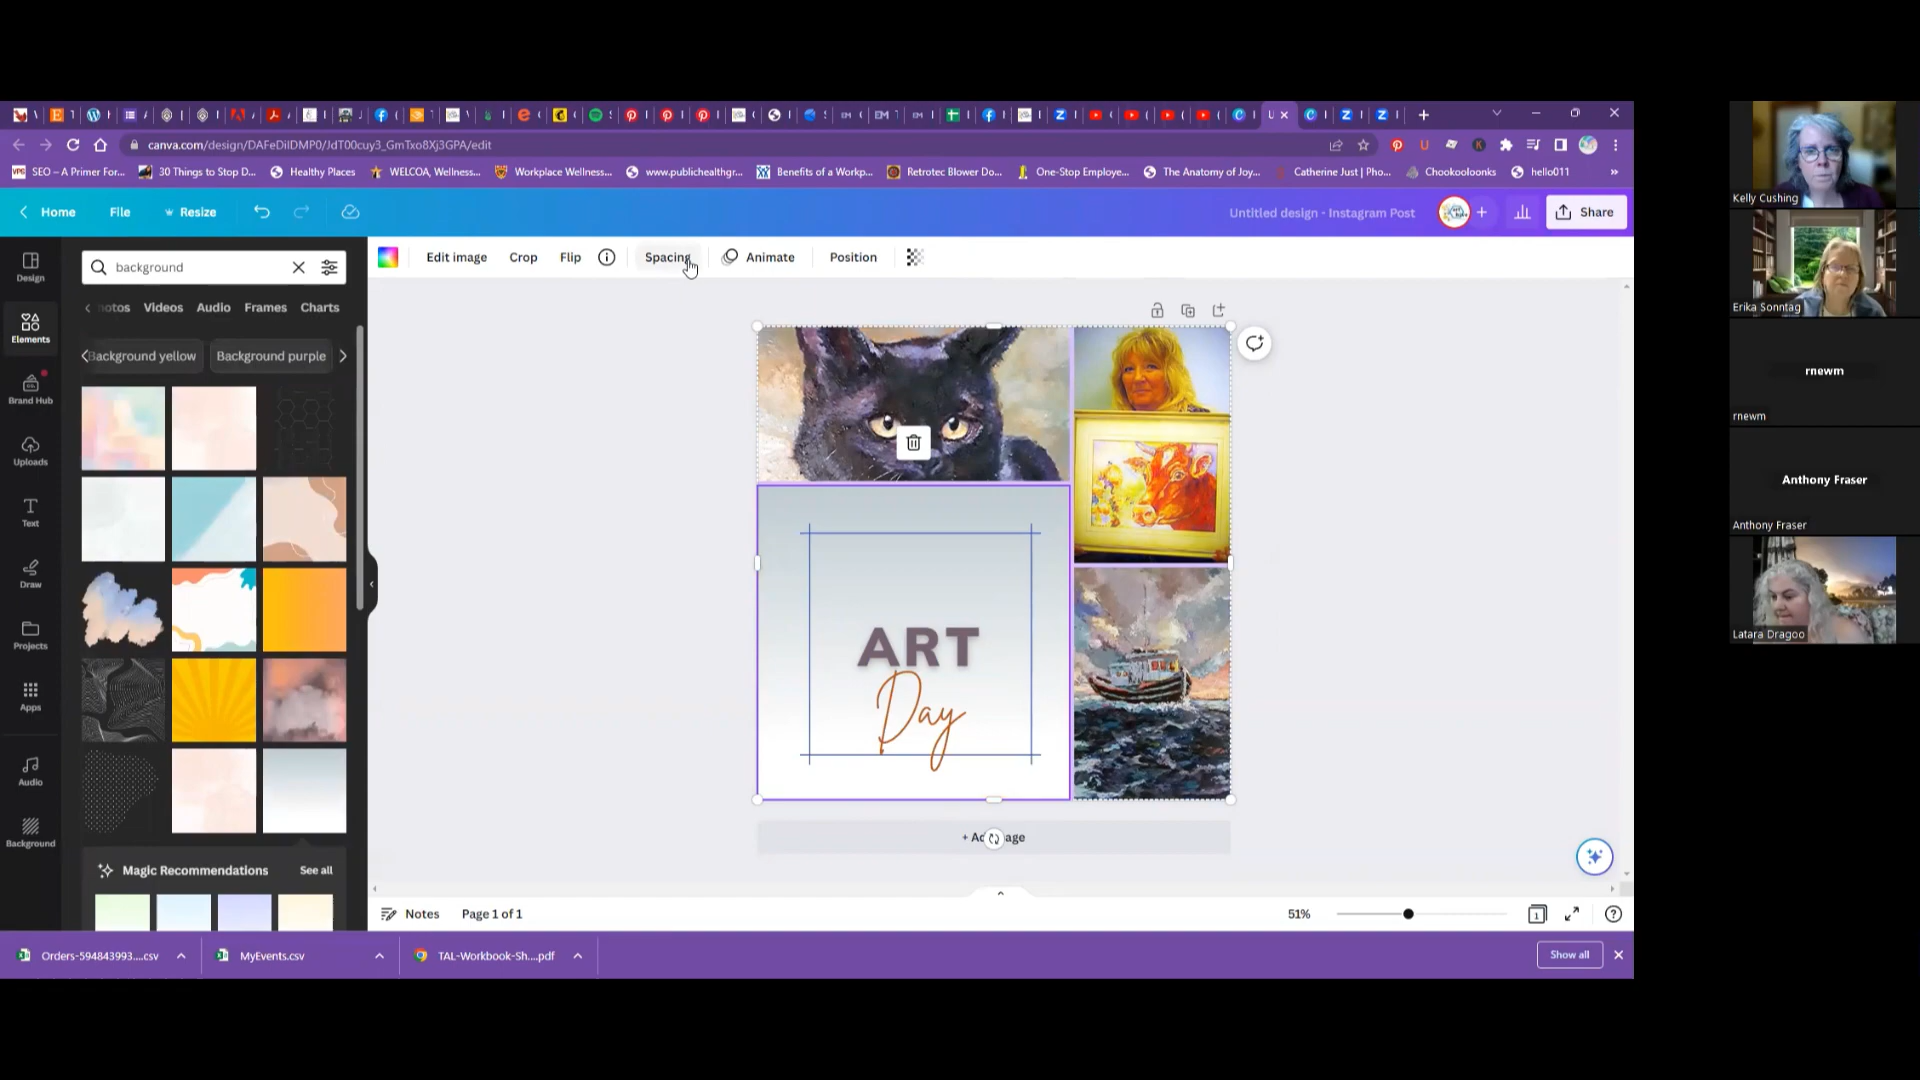 canva.com/design/DAFeDiIDMP0/JdT00cuy3_GmTxo8Xj3GPA/edit
SEO – A Primer For...
30 Things to Stop D...
Healthy Places
WELCOA, Wellness...
Workplace Wellness...
www.publichealthgr...
Benefits of a Workp...
Retrotec Blower Do...
One-Stop Employe...
The Anatomy of Joy...
Catherine Just | Pho...
Chookooloonks
hello011
Home
File
Resize
Untitled design - Instagram Post
Share
Edit image
Crop
Flip
Spacing
Animate
Position
Design
Elements
Brand Hub
Uploads
Text
Draw
Projects
Apps
Audio
Background
background
Videos
Audio
Frames
Charts
Background yellow
Background purple
Magic Recommendations
See all
ART
Day
Notes
Page 1 of 1
51%
1
Orders-594843993....csv
MyEvents.csv
TAL-Workbook-Sh....pdf
Show all
Kelly Cushing
Erika Sonntag
rnewm
rnewm
Anthony Fraser
Anthony Fraser
Latara Dragoo